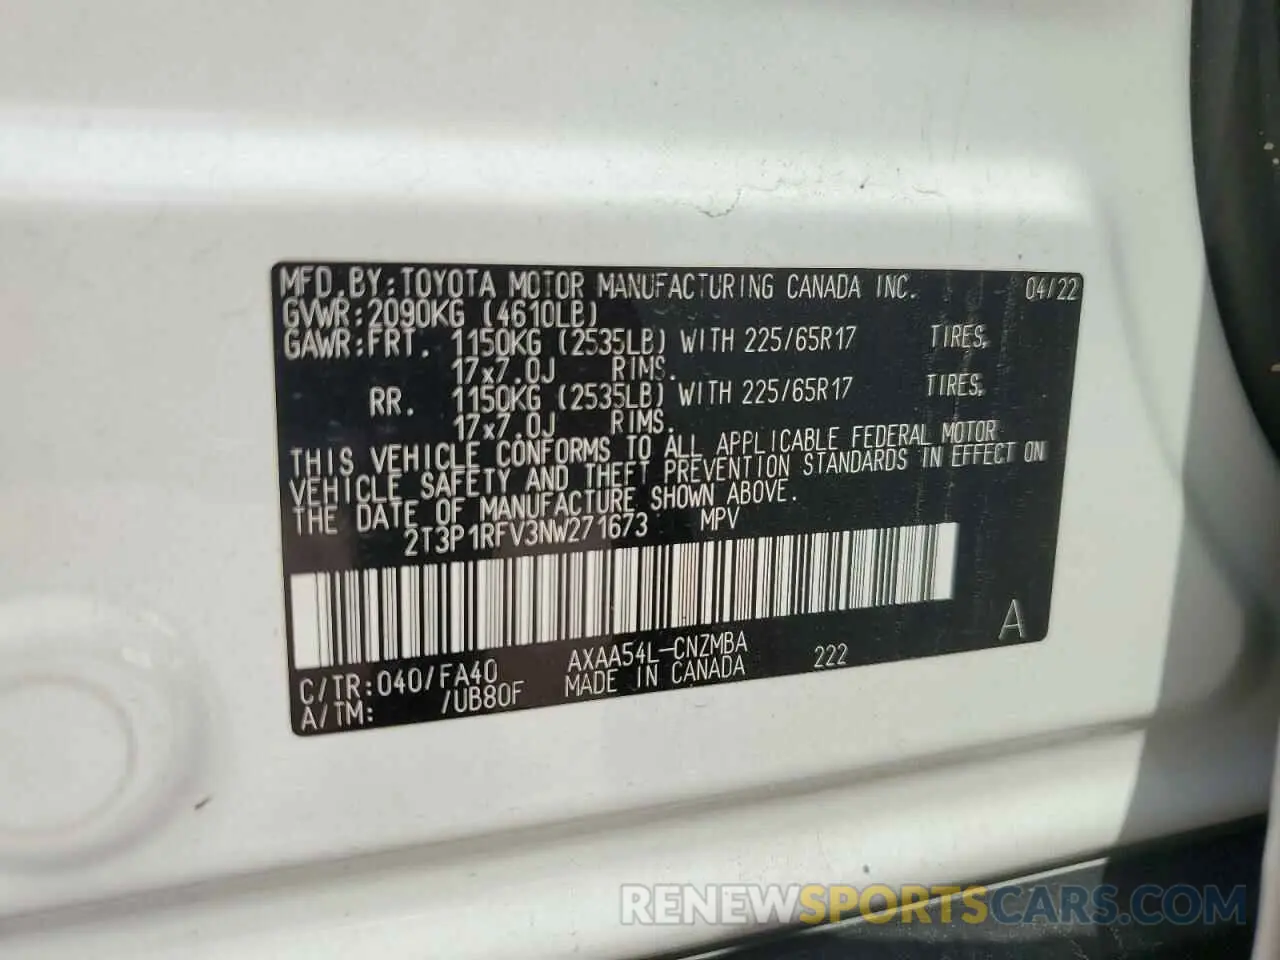 MFD.BY:TOYOTA MOTOR MANUFACTURING CANADA INC. 04/22
GVWR:2090KG (4610LB)
GAWR:FRT. 1150KG (2535LB) WITH 225/65R17 TIRES,
17x7.0J RIMS.
RR. 1150KG (2535LB) WITH 225/65R17 TIRES,
17x7.0J RIMS.
THIS VEHICLE CONFORMS TO ALL APPLICABLE FEDERAL MOTOR
VEHICLE SAFETY AND THEFT PREVENTION STANDARDS IN EFFECT ON
THE DATE OF MANUFACTURE SHOWN ABOVE.
2T3P1RFV3NW271673 MPV
A
C/TR:040/FA40 AXAA54L-CNZMBA 222
A/TM: /UB80F MADE IN CANADA
RENEWSPORTSCARS.COM